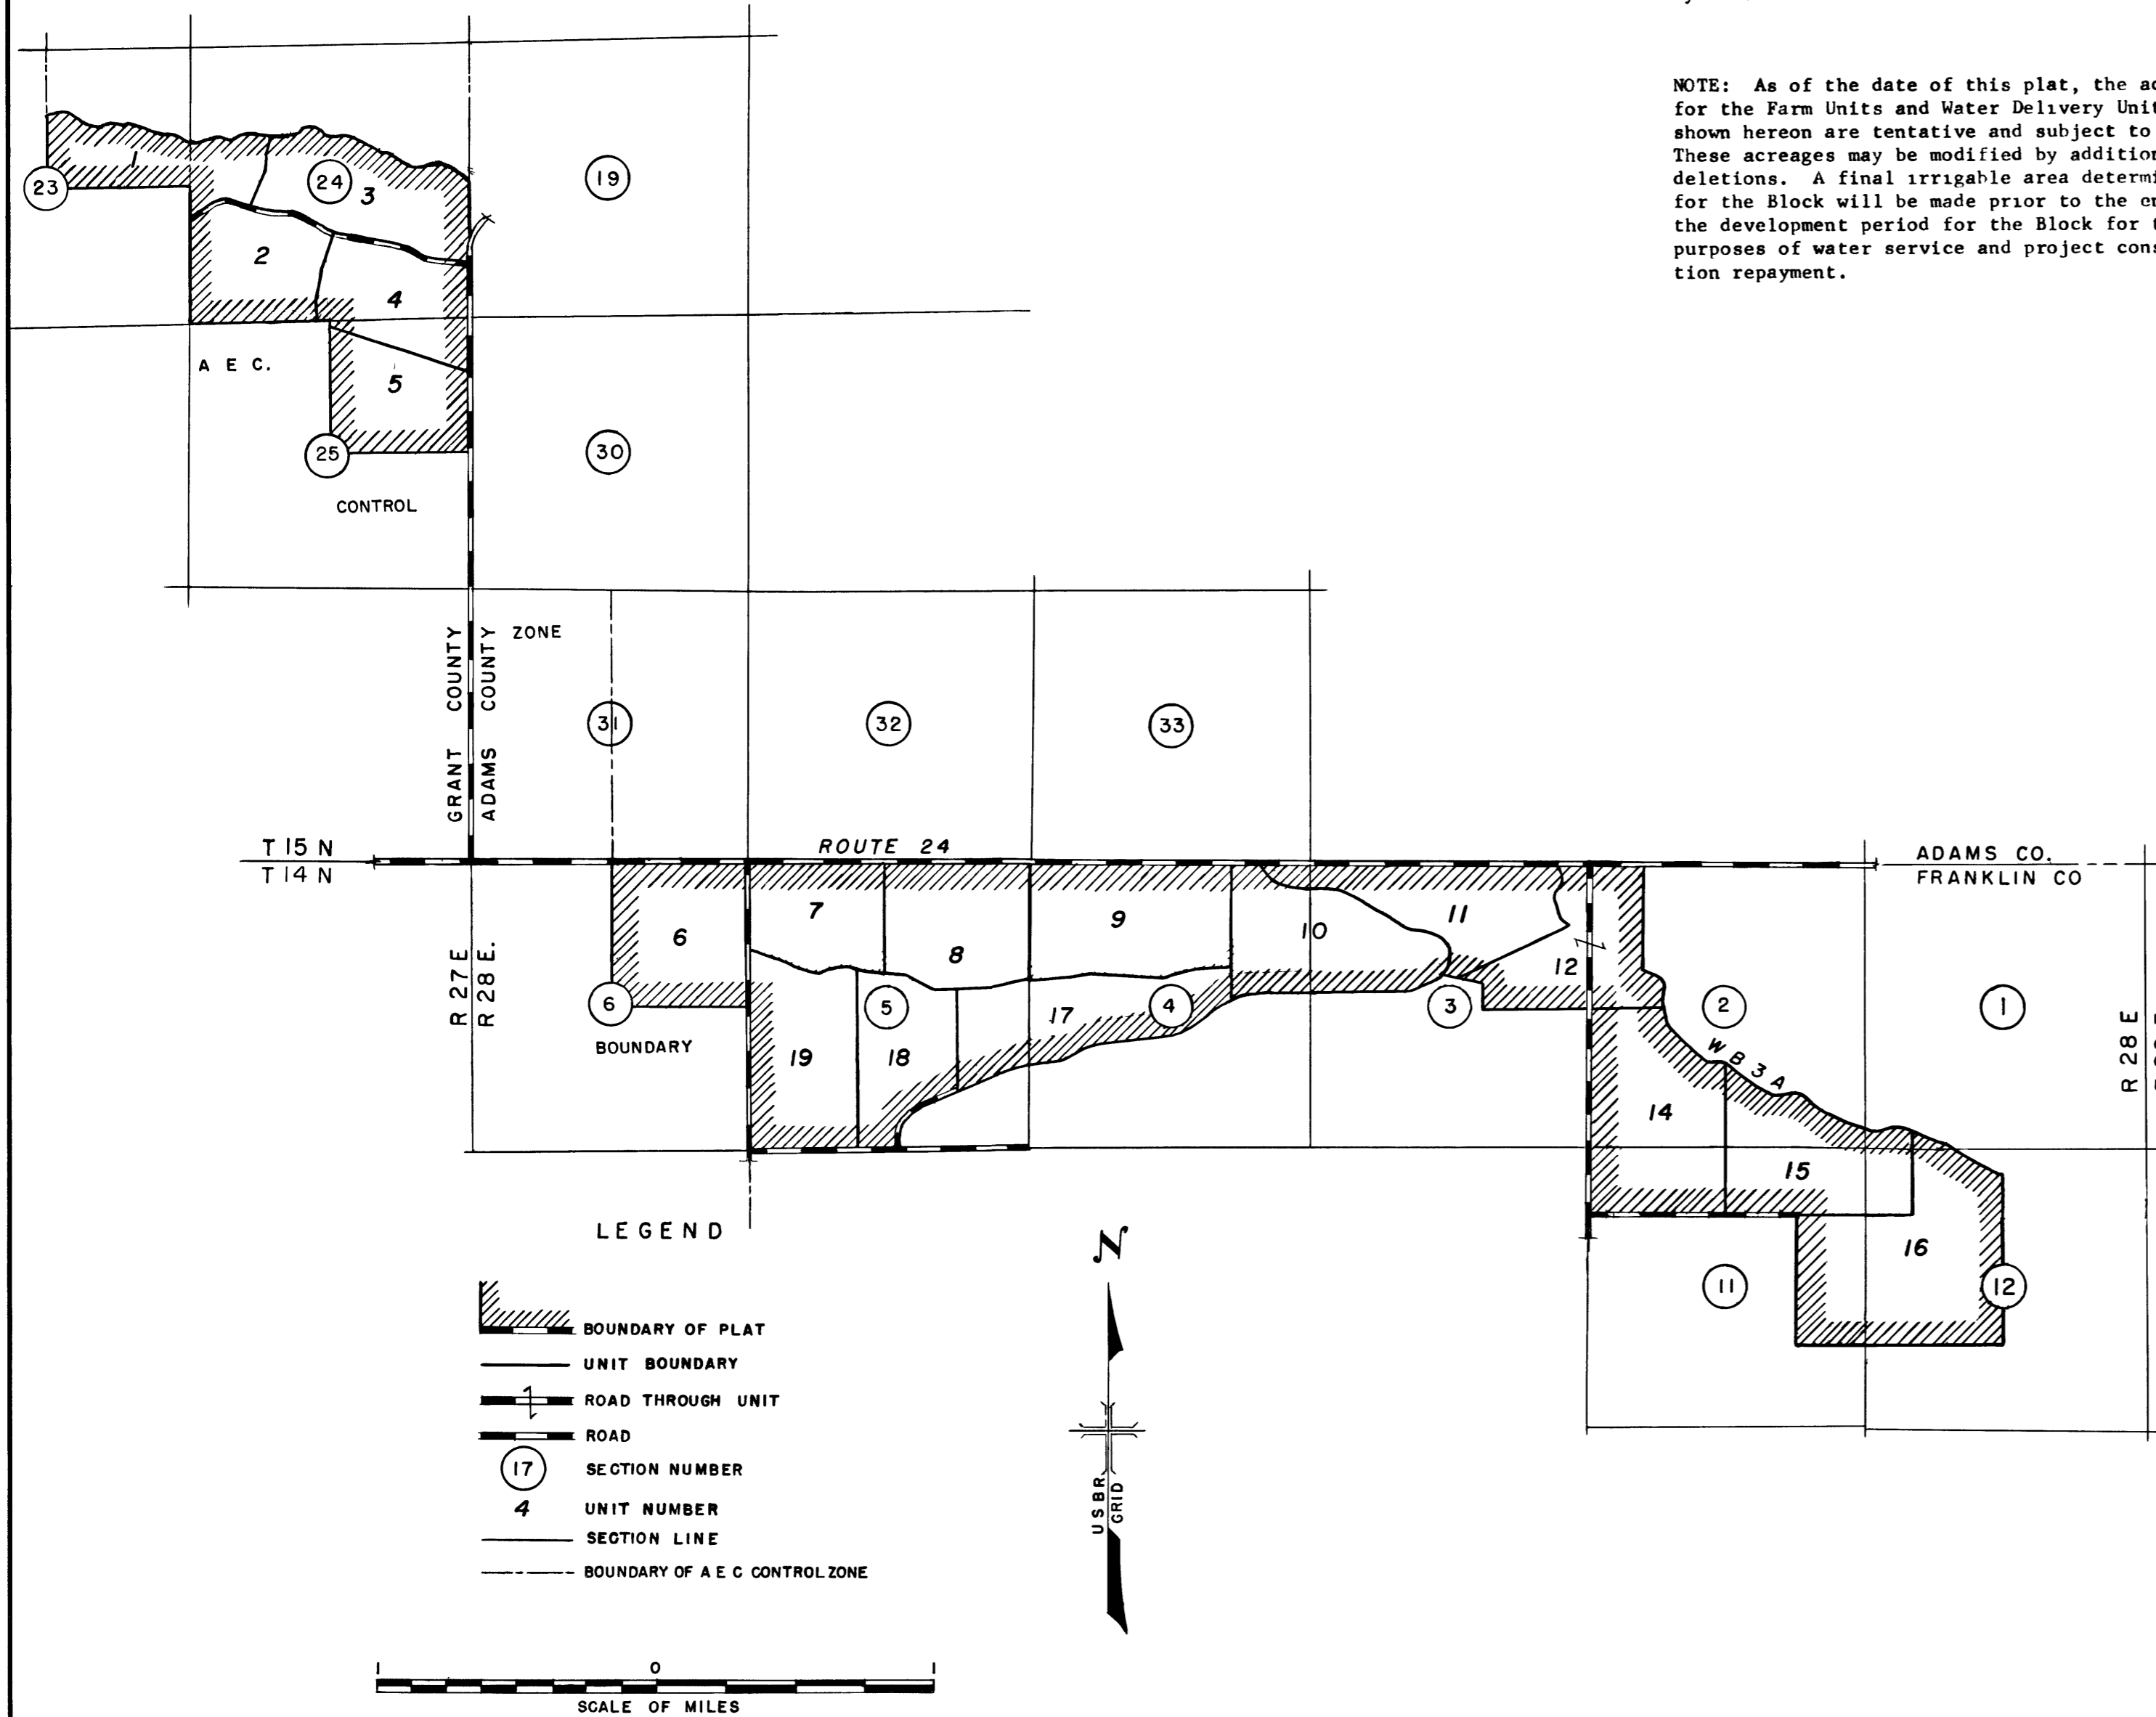 NOTE: As of the date of this plat, the
for the Farm Units and Water Delivery
shown hereon are tentative and subject to
These acreages may be modified by
deletions. A final irrigable area
for the Block will be made prior to the
the development period for the Block for
purposes of water service and project
tion repayment.
1
23
24
3
19
2
4
A E C.
5
25
30
CONTROL
GRANT COUNTY
ADAMS COUNTY
ZONE
31
32
33
T 15 N
T 14 N
ROUTE 24
ADAMS CO.
FRANKLIN CO
R 27 E
R 28 E.
6
7
8
9
10
11
12
6
5
4
3
2
1
R 28 E
BOUNDARY
19
18
17
W B 3 A
14
15
16
11
12
LEGEND
BOUNDARY OF PLAT
UNIT BOUNDARY
ROAD THROUGH UNIT
ROAD
17 SECTION NUMBER
4 UNIT NUMBER
SECTION LINE
BOUNDARY OF A E C CONTROL ZONE
N
USBR
GRID
1 0 1
SCALE OF MILES